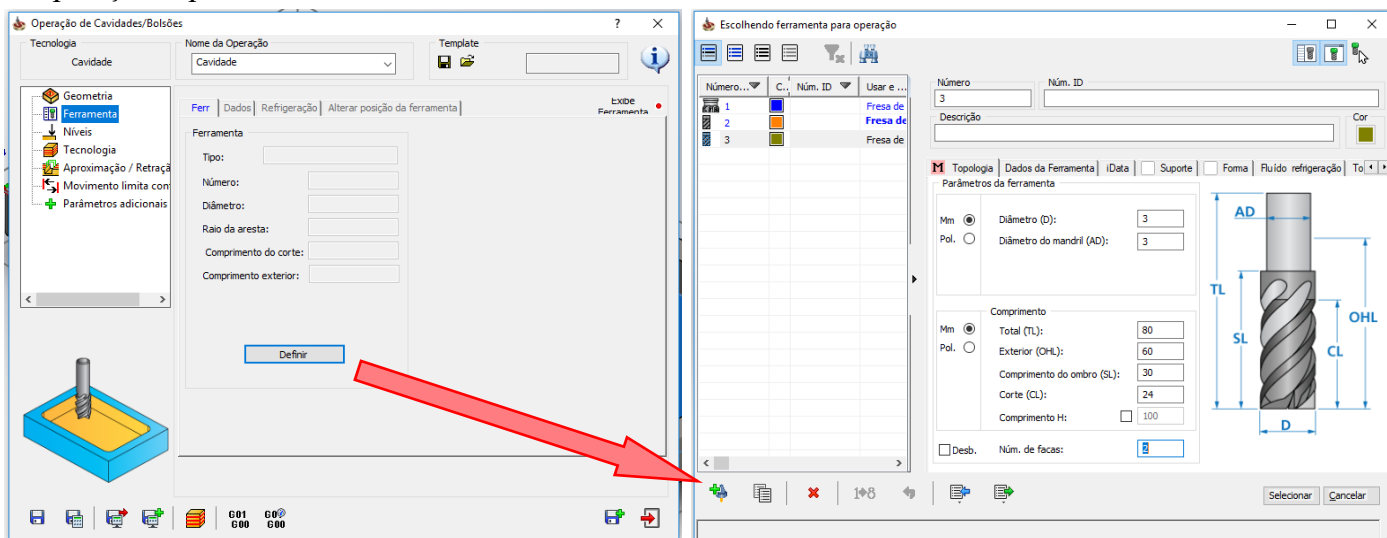 Operação de Cavidades/Bolsões
?
Tecnologia
Cavidade
Nome da Operação
Cavidade
Template
Geometria
Ferramenta
Níveis
Tecnologia
Aproximação / Retraçã
Movimento limita con
Parâmetros adicionais
Ferr
Dados
Refrigeração
Alterar posição da ferramenta
Exibe
Ferramenta
Ferramenta
Tipo:
Número:
Diâmetro:
Raio da aresta:
Comprimento do corte:
Comprimento exterior:
Definir
G01
G00
G00
G00
Escolhendo ferramenta para operação
Número...
C..
Núm. ID
Usar e ...
1
Fresa de
2
Fresa de
3
Fresa de
Número
3
Núm. ID
Descrição
Cor
M
Topologia
Dados da Ferramenta
iData
Suporte
Forma
Fluído refrigeração
To
Parâmetros da ferramenta
Mm
Pol.
Diâmetro (D):
3
Diâmetro do mandril (AD):
3
Comprimento
Mm
Pol.
Total (TL):
80
Exterior (OHL):
60
Comprimento do ombro (SL):
30
Corte (CL):
24
Comprimento H:
100
Desb.
Núm. de facas:
2
AD
TL
SL
OHL
CL
D
Selecionar
Cancelar